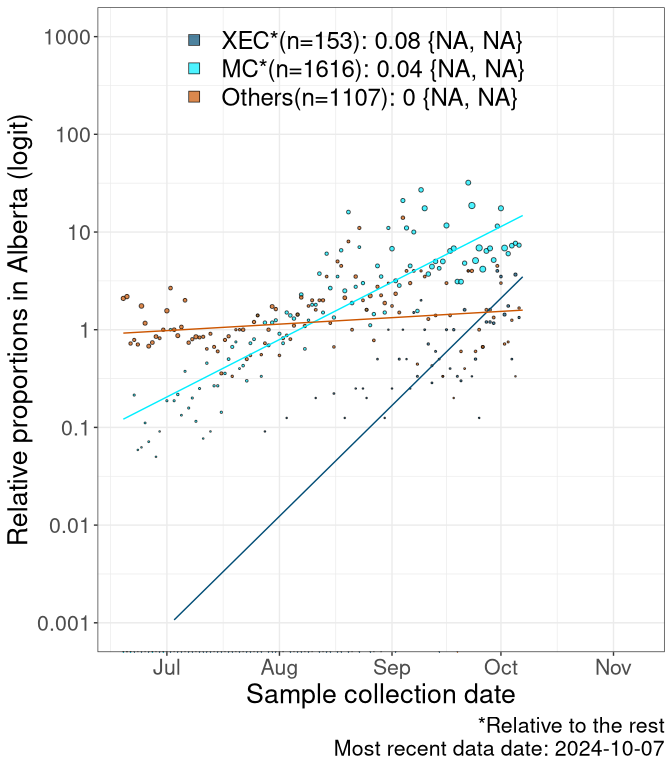 XEC*(n=153): 0.08 {NA, NA}
MC*(n=1616): 0.04 {NA, NA}
Others(n=1107): 0 {NA, NA}
Relative proportions in Alberta (logit)
1000
100
10
1
0.1
0.01
0.001
Jul Aug Sep Oct Nov
Sample collection date
*Relative to the rest
Most recent data date: 2024-10-07